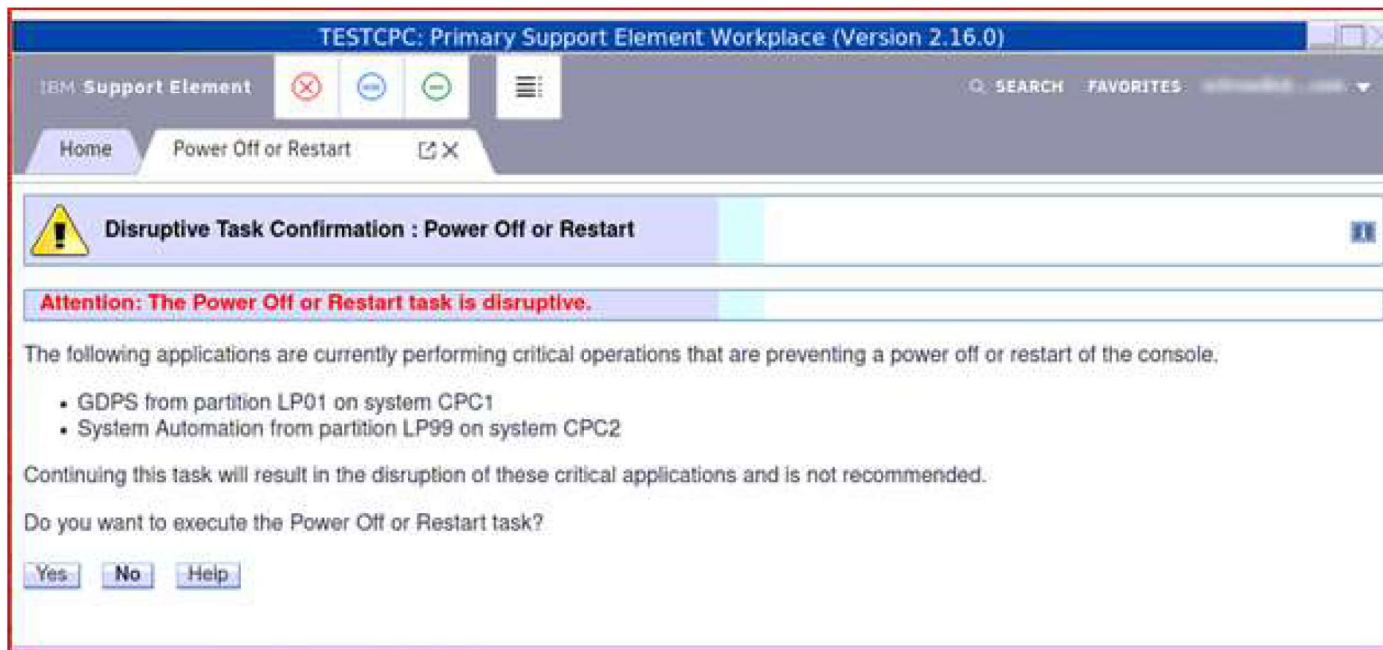 TESTCPC: Primary Support Element Workplace (Version 2.16.0)
IBM Support Element
SEARCH FAVORITES
Home Power Off or Restart
Disruptive Task Confirmation : Power Off or Restart
Attention: The Power Off or Restart task is disruptive.
The following applications are currently performing critical operations that are preventing a power off or restart of the console.
• GDPS from partition LP01 on system CPC1
• System Automation from partition LP99 on system CPC2
Continuing this task will result in the disruption of these critical applications and is not recommended.
Do you want to execute the Power Off or Restart task?
Yes No Help